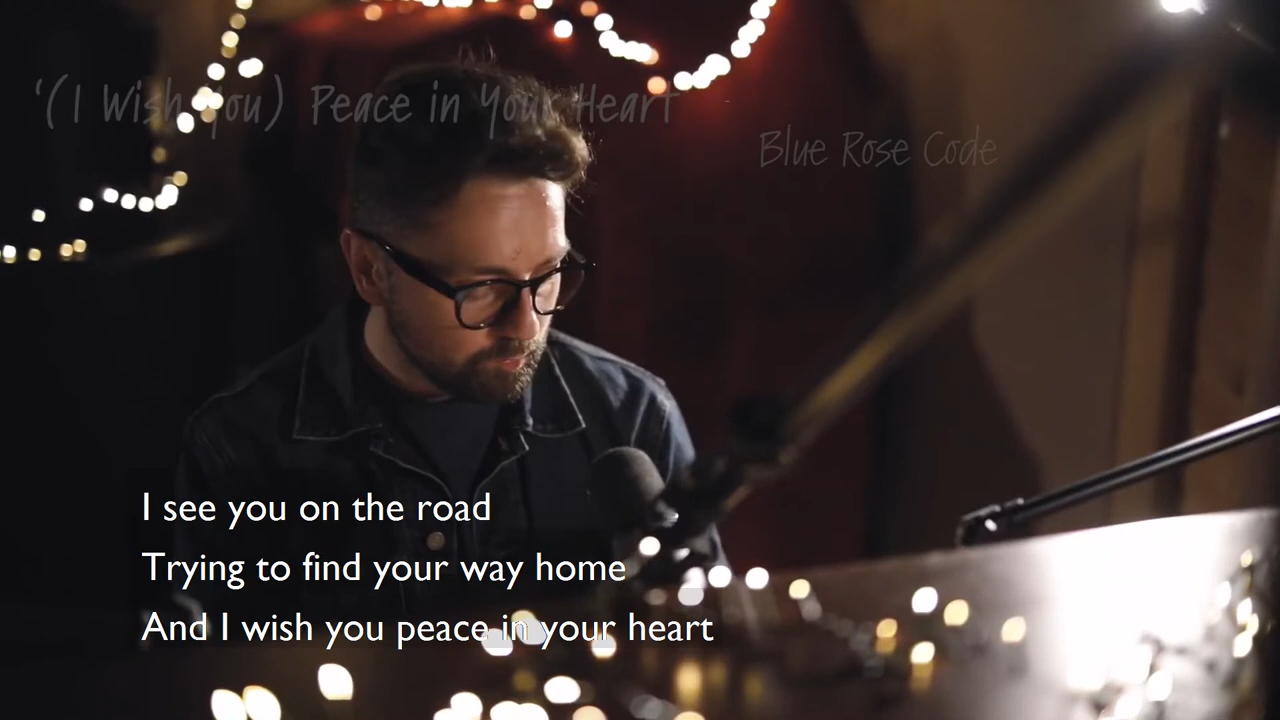 ‘(I Wish You) Peace in Your Heart
Blue Rose Code
I see you on the road
Trying to find your way home
And I wish you peace in your heart